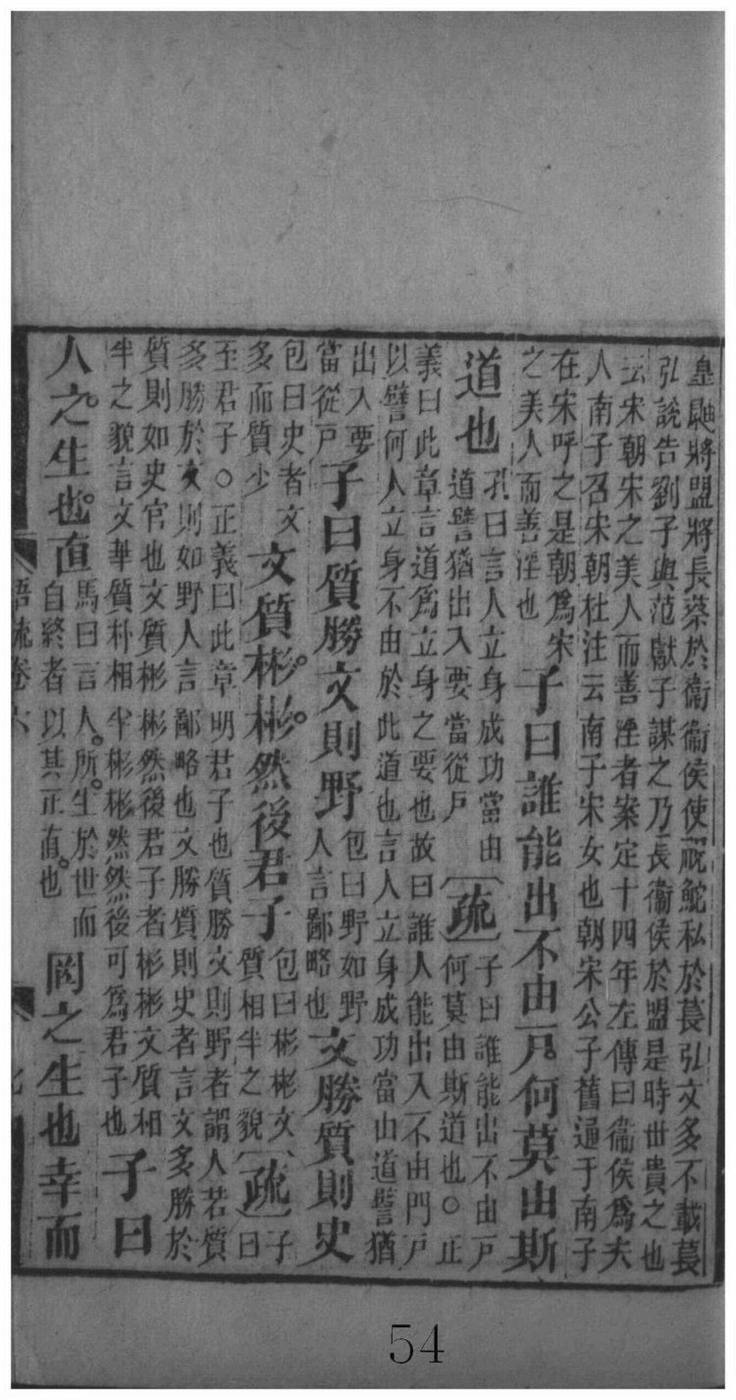 皋鼬將盟將長蔡於衛衛侯使祝鮀私於萇弘文多不載萇
弘說告劉子與范獻子謀之乃長衛侯於盟是時世貴之也
云宋朝宋之美人而善淫者案定十四年左傳曰衞侯爲夫
人南子召宋朝杜注云南子宋女也朝宋公子舊通于南子
在宋呼之是朝爲宋
之美人而善淫也
子曰誰能出不由戶何莫由斯
道也
孔曰言人立身成功當由
道譬猶出入要當從戶
疏
子曰誰能出不由戶
何莫由斯道也○正
義曰此章言道爲立身之要也故曰誰人能出入不由門戶
以譬何人立身不由於此道也言人立身成功當由道譬猶
出入要
當從戶
子曰質勝文則野
包曰野如野
人言鄙略也
文勝質則史
包曰史者文
多而質少
文質彬彬然後君子
包曰彬彬文
質相半之貌
疏
子
曰
至君子○正義曰此章明君子也質勝文則野者謂人若質
多勝於文則如野人言鄙略也文勝質則史者言文多勝於
質則如史官也文質彬彬然後君子者彬彬文質相
半之貌言文華質朴相半彬彬然然後可爲君子也
子曰
人之生也直
馬曰言人所生於世而
自終者以其正直也
罔之生也幸而
語疏卷六
54